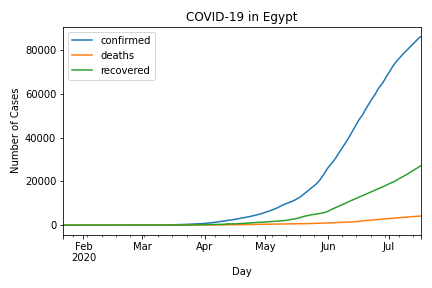 COVID-19 in Egypt
confirmed
deaths
recovered
80000
60000
40000
20000
0
Number of Cases
Feb Mar Apr May Jun Jul
2020
Day